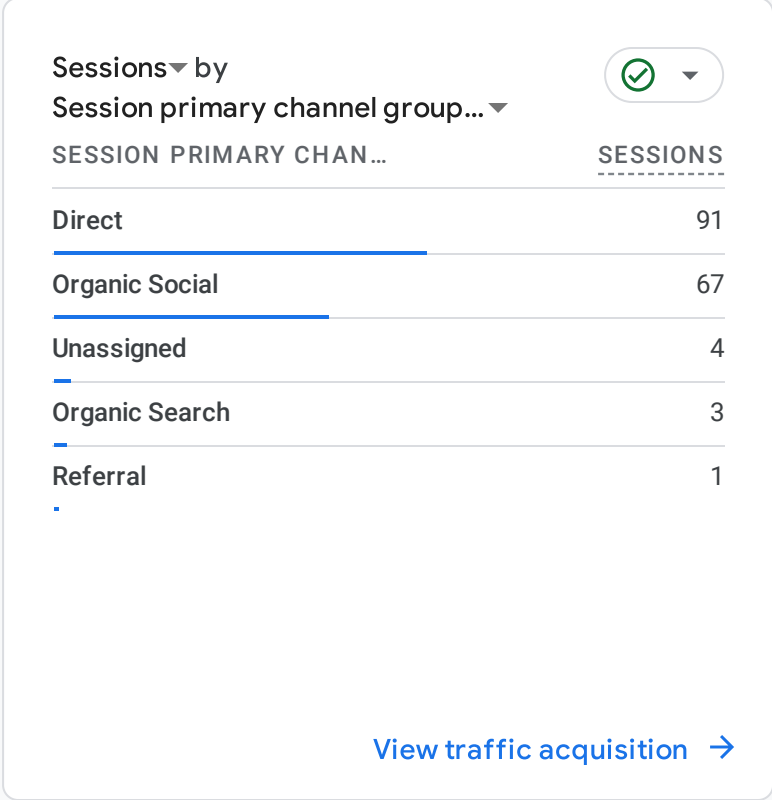 Sessions by
Session primary channel group...
SESSION PRIMARY CHAN... SESSIONS
Direct 91
Organic Social 67
Unassigned 4
Organic Search 3
Referral 1
View traffic acquisition